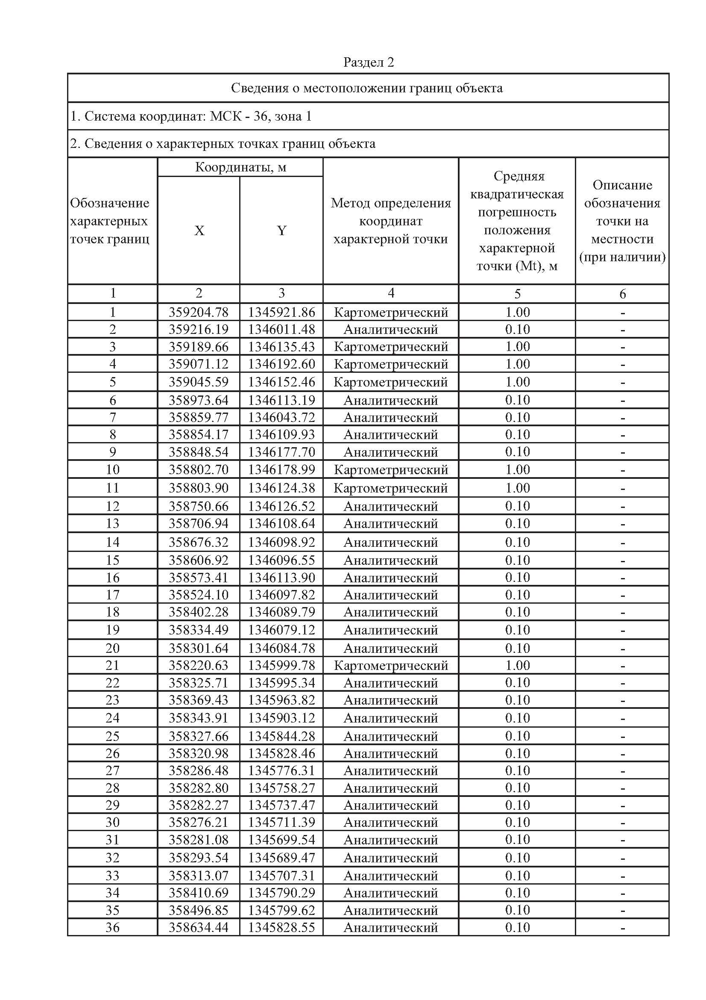 Раздел 2
Сведения о местоположении границ объекта
1. Система координат: МСК - 36, зона 1
2. Сведения о характерных точках границ объекта
Обозначение
характерных
точек границ
Координаты, м
X Y
Метод определения
координат
характерной точки
Средняя
квадратическая
погрешность
положения
характерной
точки (Mt), м
Описание
обозначения
точки на
местности
(при наличии)
1 2 3 4 5 6
1 359204.78 1345921.86 Картометрический 1.00 -
2 359216.19 1346011.48 Аналитический 0.10 -
3 359189.66 1346135.43 Картометрический 1.00 -
4 359071.12 1346192.60 Картометрический 1.00 -
5 359045.59 1346152.46 Картометрический 1.00 -
6 358973.64 1346113.19 Аналитический 0.10 -
7 358859.77 1346043.72 Аналитический 0.10 -
8 358854.17 1346109.93 Аналитический 0.10 -
9 358848.54 1346177.70 Аналитический 0.10 -
10 358802.70 1346178.99 Картометрический 1.00 -
11 358803.90 1346124.38 Картометрический 1.00 -
12 358750.66 1346126.52 Аналитический 0.10 -
13 358706.94 1346108.64 Аналитический 0.10 -
14 358676.32 1346098.92 Аналитический 0.10 -
15 358606.92 1346096.55 Аналитический 0.10 -
16 358573.41 1346113.90 Аналитический 0.10 -
17 358524.10 1346097.82 Аналитический 0.10 -
18 358402.28 1346089.79 Аналитический 0.10 -
19 358334.49 1346079.12 Аналитический 0.10 -
20 358301.64 1346084.78 Аналитический 0.10 -
21 358220.63 1345999.78 Картометрический 1.00 -
22 358325.71 1345995.34 Аналитический 0.10 -
23 358369.43 1345963.82 Аналитический 0.10 -
24 358343.91 1345903.12 Аналитический 0.10 -
25 358327.66 1345844.28 Аналитический 0.10 -
26 358320.98 1345828.46 Аналитический 0.10 -
27 358286.48 1345776.31 Аналитический 0.10 -
28 358282.80 1345758.27 Аналитический 0.10 -
29 358282.27 1345737.47 Аналитический 0.10 -
30 358276.21 1345711.39 Аналитический 0.10 -
31 358281.08 1345699.54 Аналитический 0.10 -
32 358293.54 1345689.47 Аналитический 0.10 -
33 358313.07 1345707.31 Аналитический 0.10 -
34 358410.69 1345790.29 Аналитический 0.10 -
35 358496.85 1345799.62 Аналитический 0.10 -
36 358634.44 1345828.55 Аналитический 0.10 -